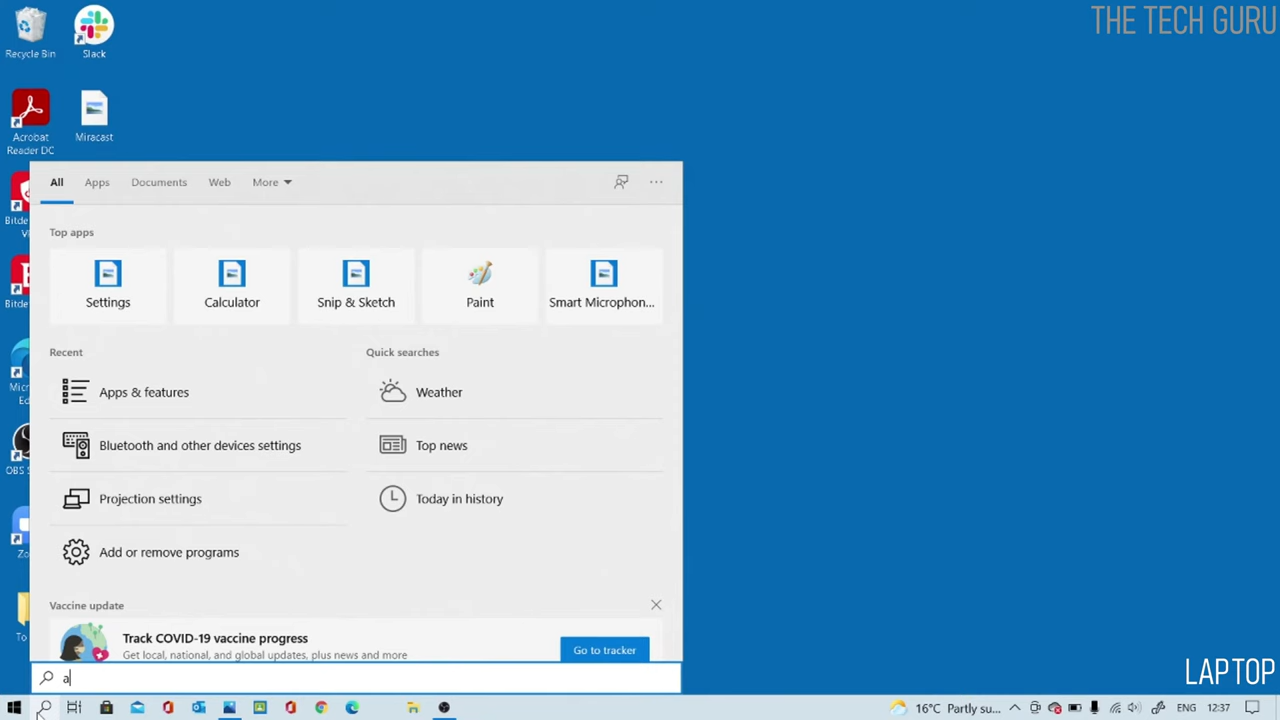 THE TECH GURU
Recycle Bin
Slack
Acrobat
Reader DC
Miracast
All
Apps
Documents
Web
More
Top apps
Settings
Calculator
Snip & Sketch
Paint
Smart Microphon...
Recent
Quick searches
Apps & features
Weather
Bluetooth and other devices settings
Top news
Projection settings
Today in history
Add or remove programs
Vaccine update
Track COVID-19 vaccine progress
Get local, national, and global updates, plus news and more
Go to tracker
a
Bitde
Bitde
Micr
Ed
OBS S
Zo
To
LAPTOP
16°C Partly su...
ENG
12:37